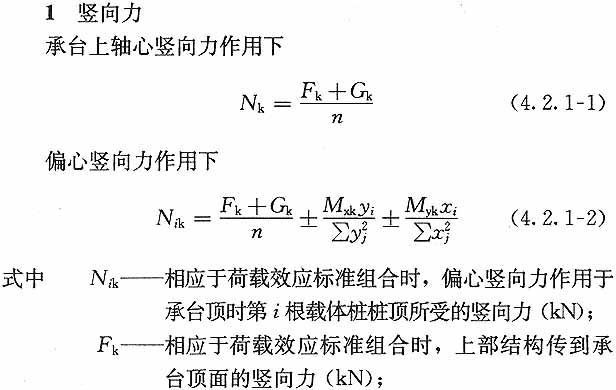 1 竖向力
承台上轴心竖向力作用下
N_k = \frac{F_k + G_k}{n} (4.2.1-1)
偏心竖向力作用下
N_{ik} = \frac{F_k + G_k}{n} ± \frac{M_{xk} y_i}{∑y_j^2} ± \frac{M_{yk} x_i}{∑x_j^2} (4.2.1-2)
式中 N_{ik}——相应于荷载效应标准组合时，偏心竖向力作用于
承台顶时第 i 根载体桩桩顶所受的竖向力 (kN)；
F_k——相应于荷载效应标准组合时，上部结构传到承
台顶面的竖向力 (kN)；